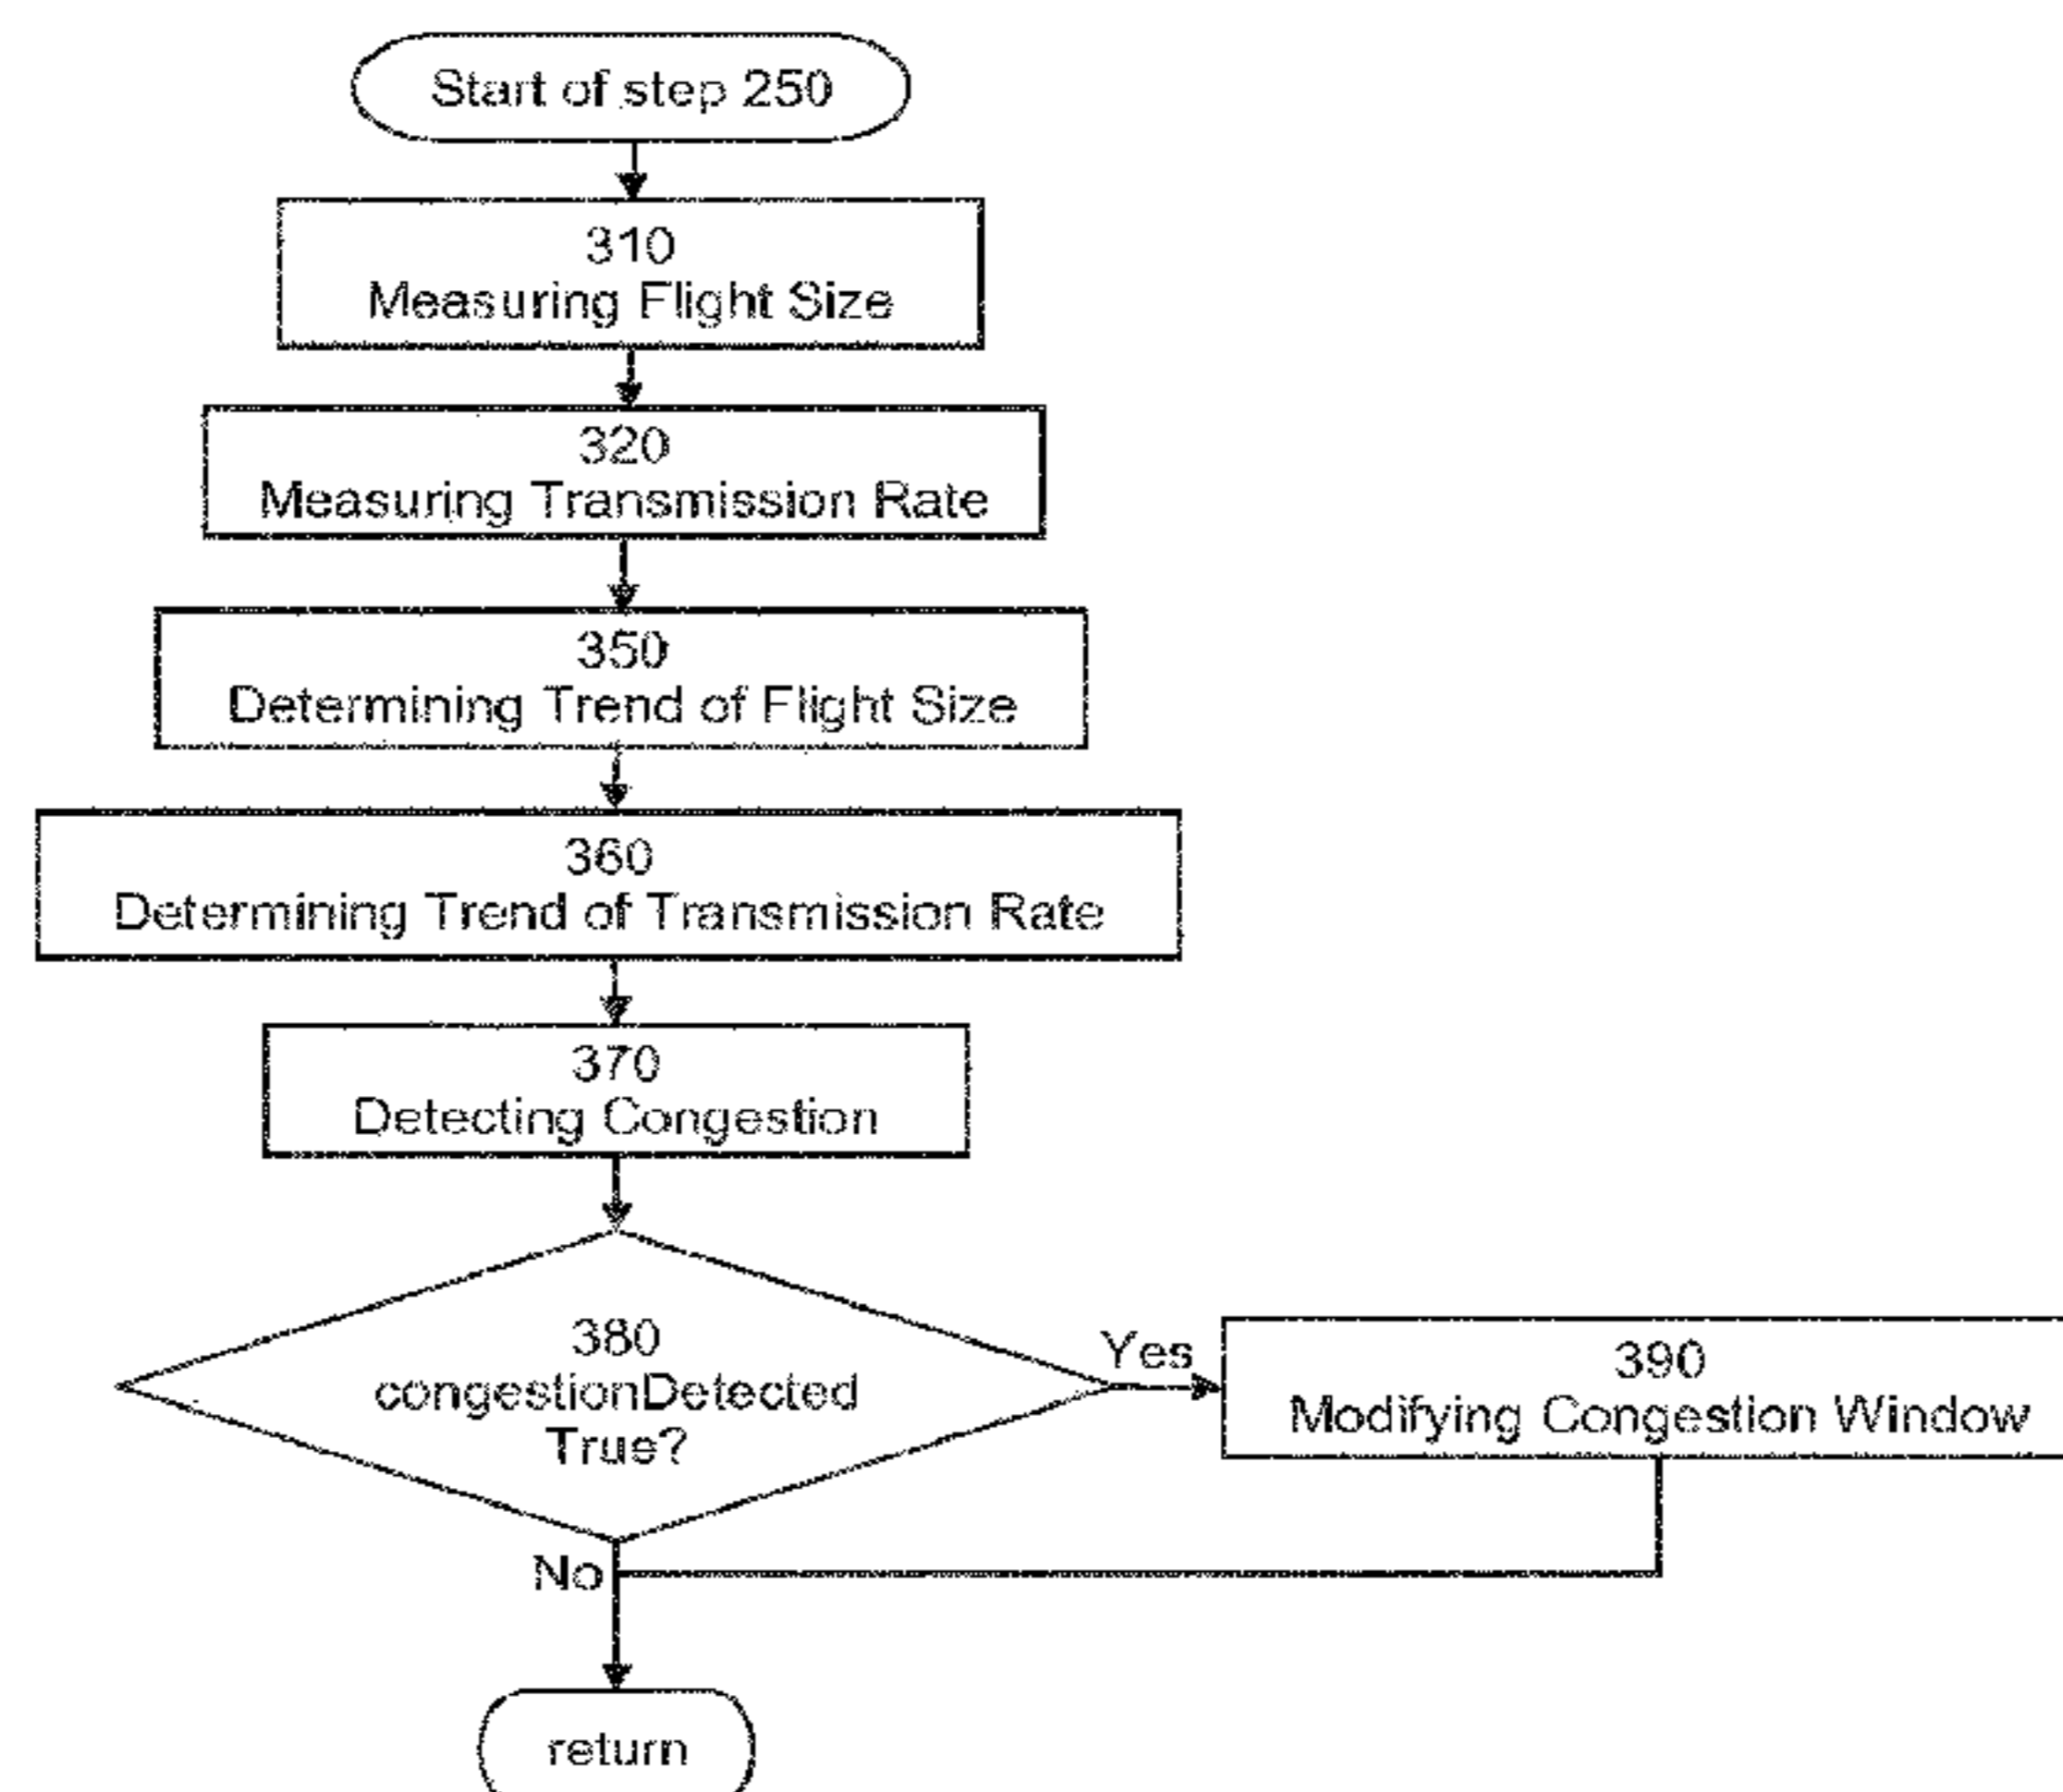 Start of step 250
310
Measuring Flight Size
320
Measuring Transmission Rate
350
Determining Trend of Flight Size
360
Determining Trend of Transmission Rate
370
Detecting Congestion
380
congestionDetected
True?
Yes
390
Modifying Congestion Window
No
return